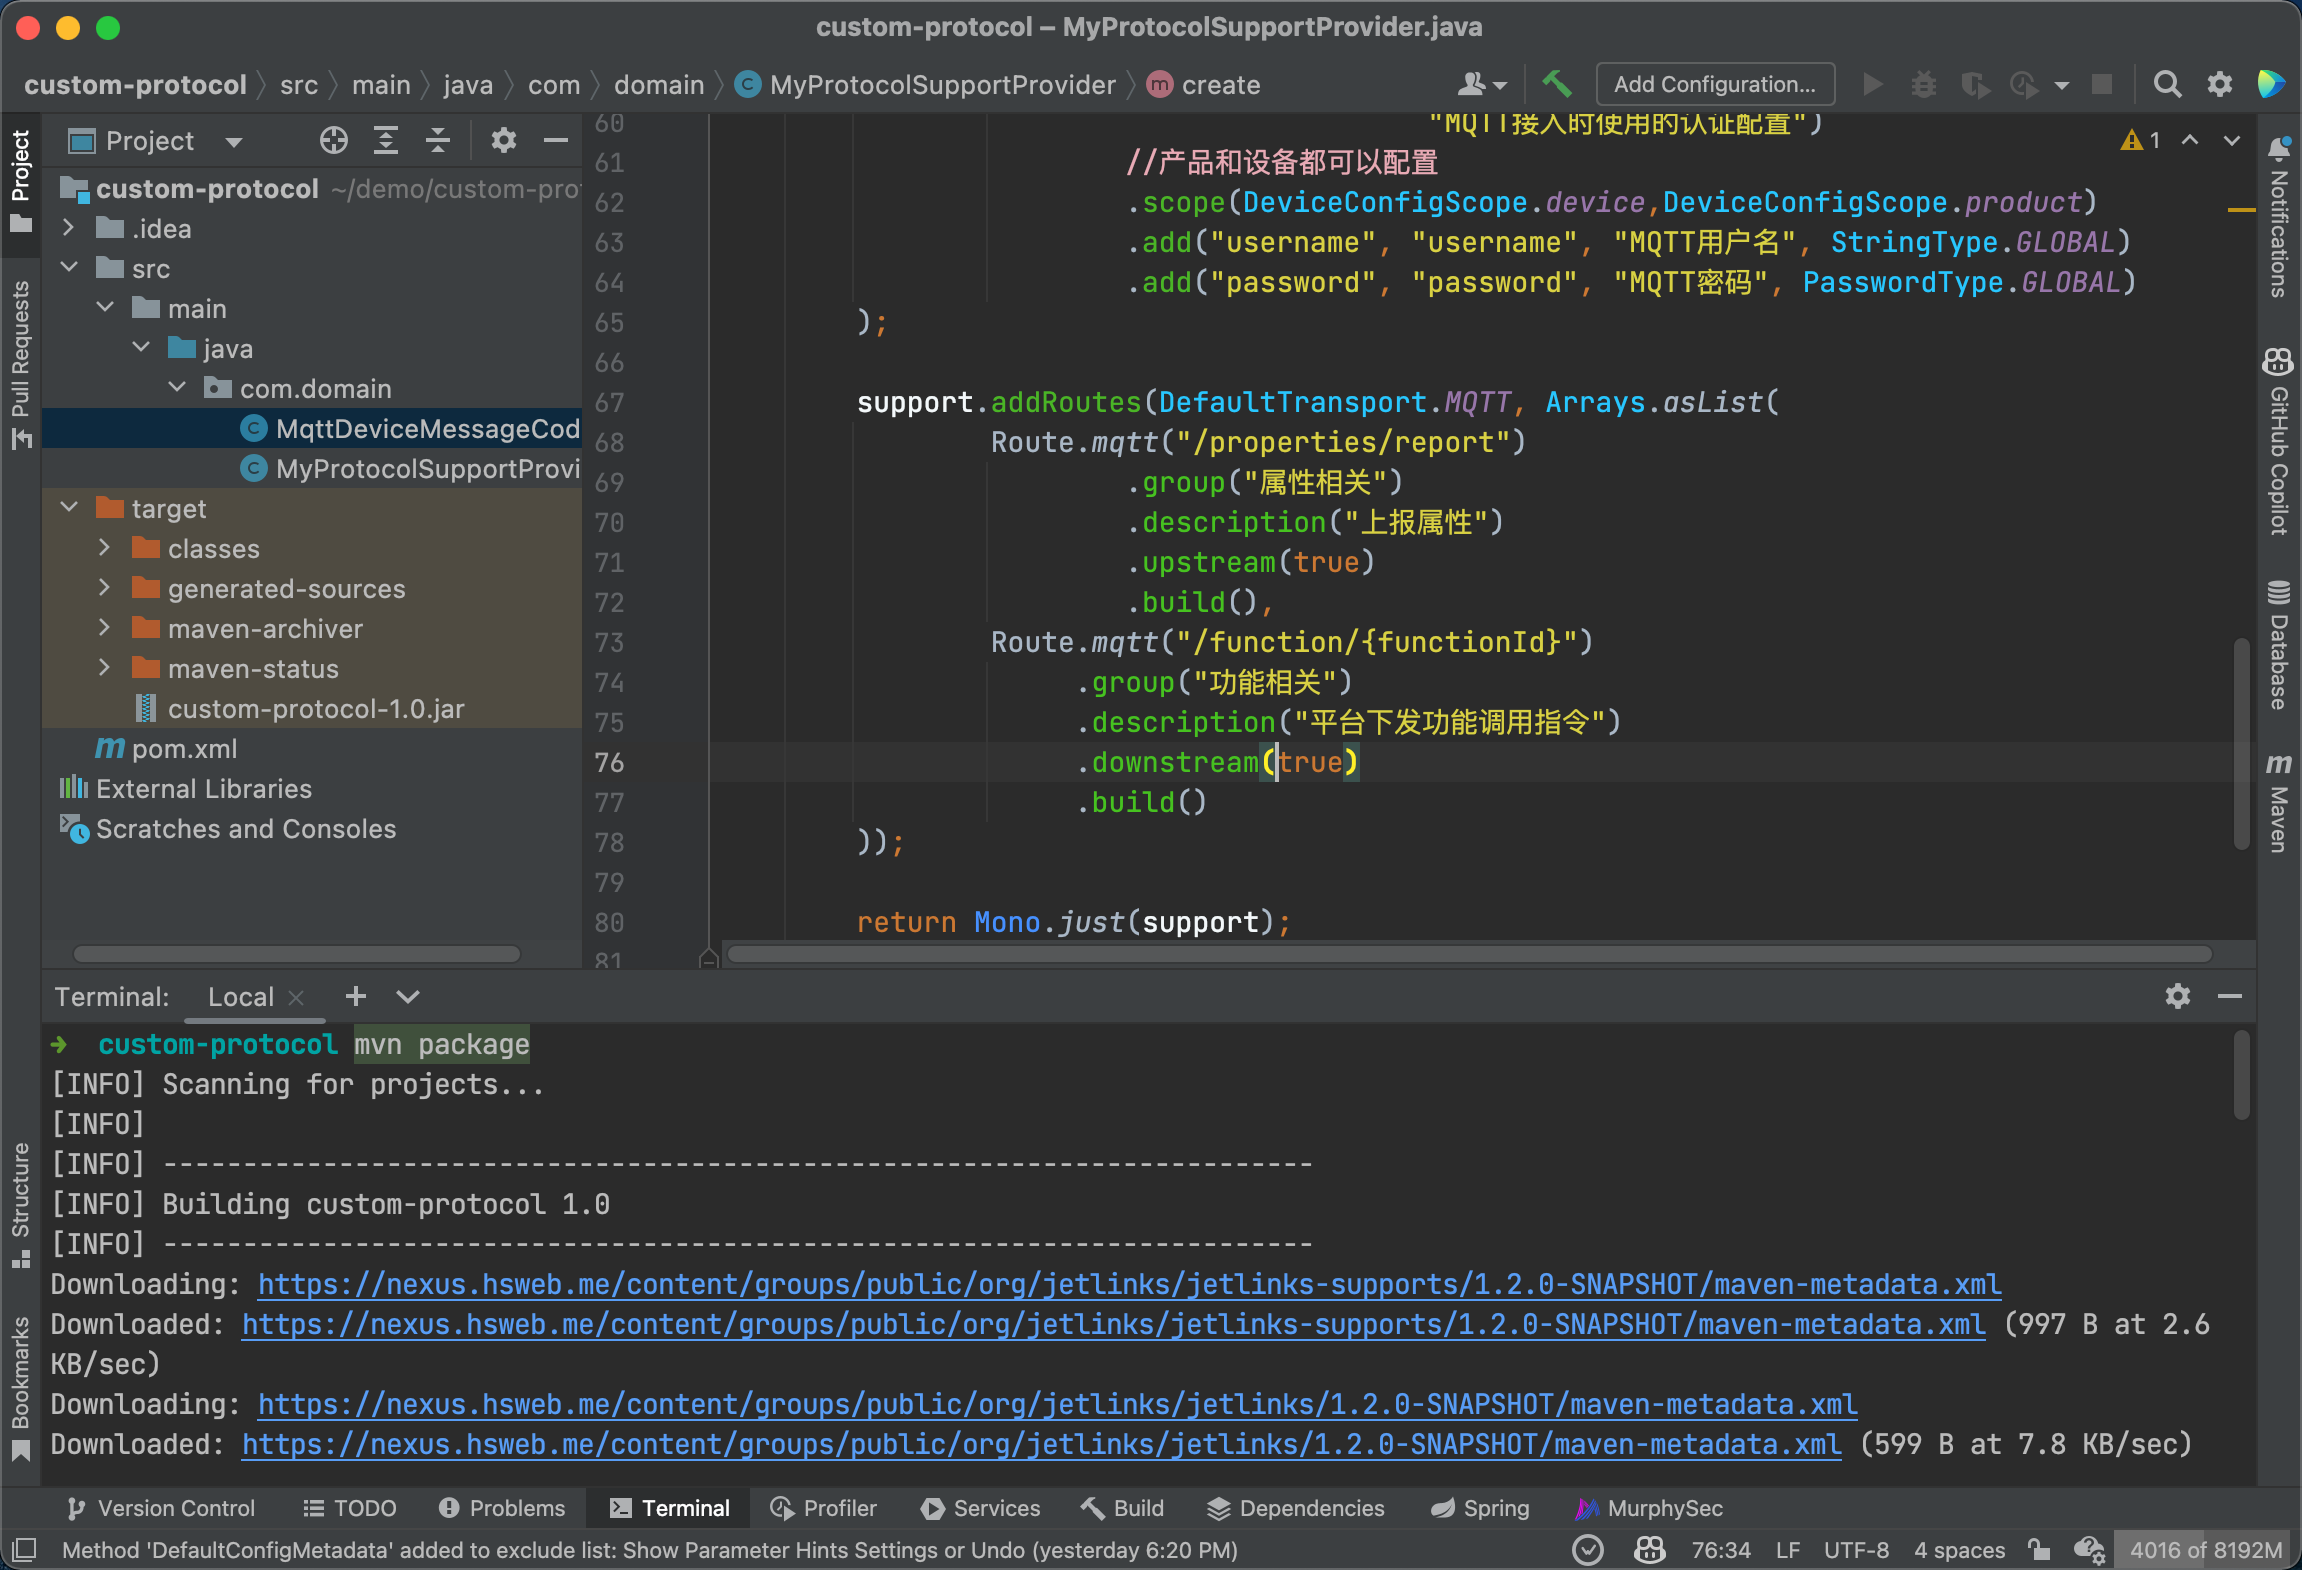 custom-protocol – MyProtocolSupportProvider.java
custom-protocol src main java com domain MyProtocolSupportProvider create
Add Configuration...
Project
Pull Requests
Structure
Bookmarks
Project
custom-protocol ~/demo/custom-pro
.idea
src
main
java
com.domain
MqttDeviceMessageCod
MyProtocolSupportProvi
target
classes
generated-sources
maven-archiver
maven-status
custom-protocol-1.0.jar
pom.xml
External Libraries
Scratches and Consoles
1
60 "MQTT接入时使用的认证配置")
61 //产品和设备都可以配置
62 .scope(DeviceConfigScope.device,DeviceConfigScope.product)
63 .add("username", "username", "MQTT用户名", StringType.GLOBAL)
64 .add("password", "password", "MQTT密码", PasswordType.GLOBAL)
65 );
66
67 support.addRoutes(DefaultTransport.MQTT, Arrays.asList(
68 Route.mqtt("/properties/report")
69 .group("属性相关")
70 .description("上报属性")
71 .upstream(true)
72 .build(),
73 Route.mqtt("/function/{functionId}")
74 .group("功能相关")
75 .description("平台下发功能调用指令")
76 .downstream(true)
77 .build()
78 ));
79
80 return Mono.just(support);
81
Notifications
GitHub Copilot
Database
Maven
Terminal: Local
➜ custom-protocol mvn package
[INFO] Scanning for projects...
[INFO]
[INFO] ------------------------------------------------------------------------
[INFO] Building custom-protocol 1.0
[INFO] ------------------------------------------------------------------------
Downloading: https://nexus.hsweb.me/content/groups/public/org/jetlinks/jetlinks-supports/1.2.0-SNAPSHOT/maven-metadata.xml
Downloaded: https://nexus.hsweb.me/content/groups/public/org/jetlinks/jetlinks-supports/1.2.0-SNAPSHOT/maven-metadata.xml (997 B at 2.6
KB/sec)
Downloading: https://nexus.hsweb.me/content/groups/public/org/jetlinks/jetlinks/1.2.0-SNAPSHOT/maven-metadata.xml
Downloaded: https://nexus.hsweb.me/content/groups/public/org/jetlinks/jetlinks/1.2.0-SNAPSHOT/maven-metadata.xml (599 B at 7.8 KB/sec)
Version Control TODO Problems Terminal Profiler Services Build Dependencies Spring MurphySec
Method 'DefaultConfigMetadata' added to exclude list: Show Parameter Hints Settings or Undo (yesterday 6:20 PM) 76:34 LF UTF-8 4 spaces 4016 of 8192M